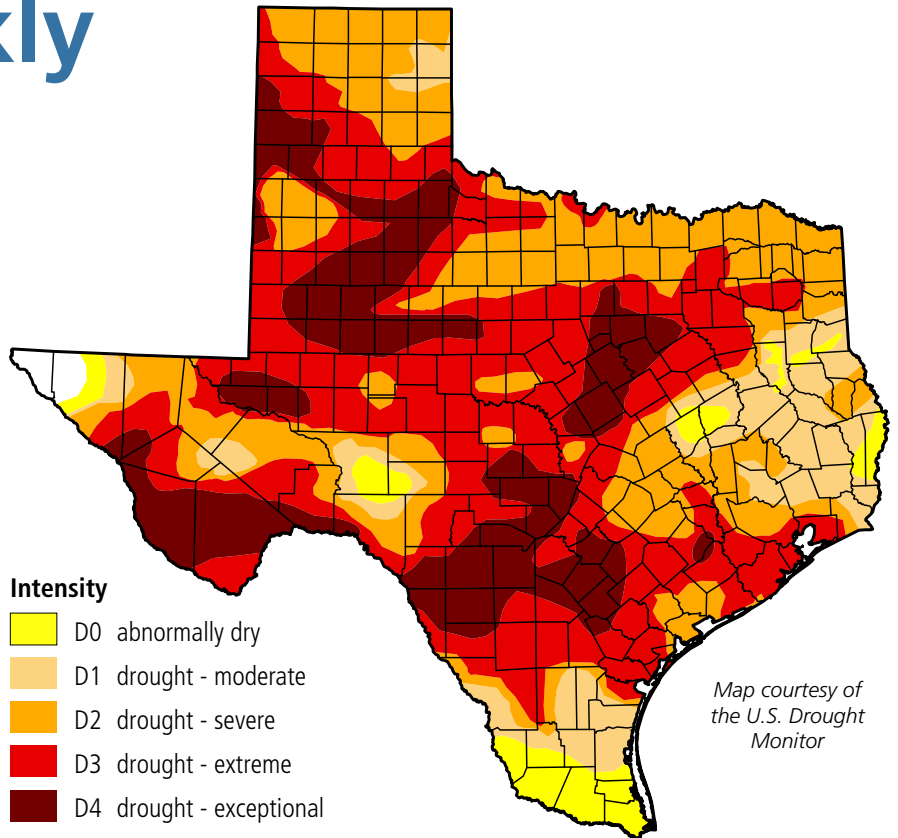 kly
Intensity
D0 abnormally dry
D1 drought - moderate
D2 drought - severe
D3 drought - extreme
D4 drought - exceptional
Map courtesy of
the U.S. Drought
Monitor